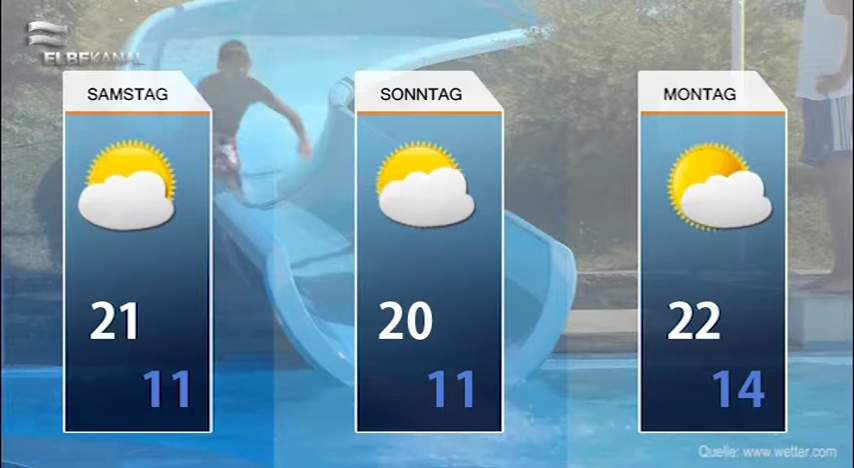 ELBEKANAL
SAMSTAG
21
11
SONNTAG
20
11
MONTAG
22
14
Quelle: www.wetter.com